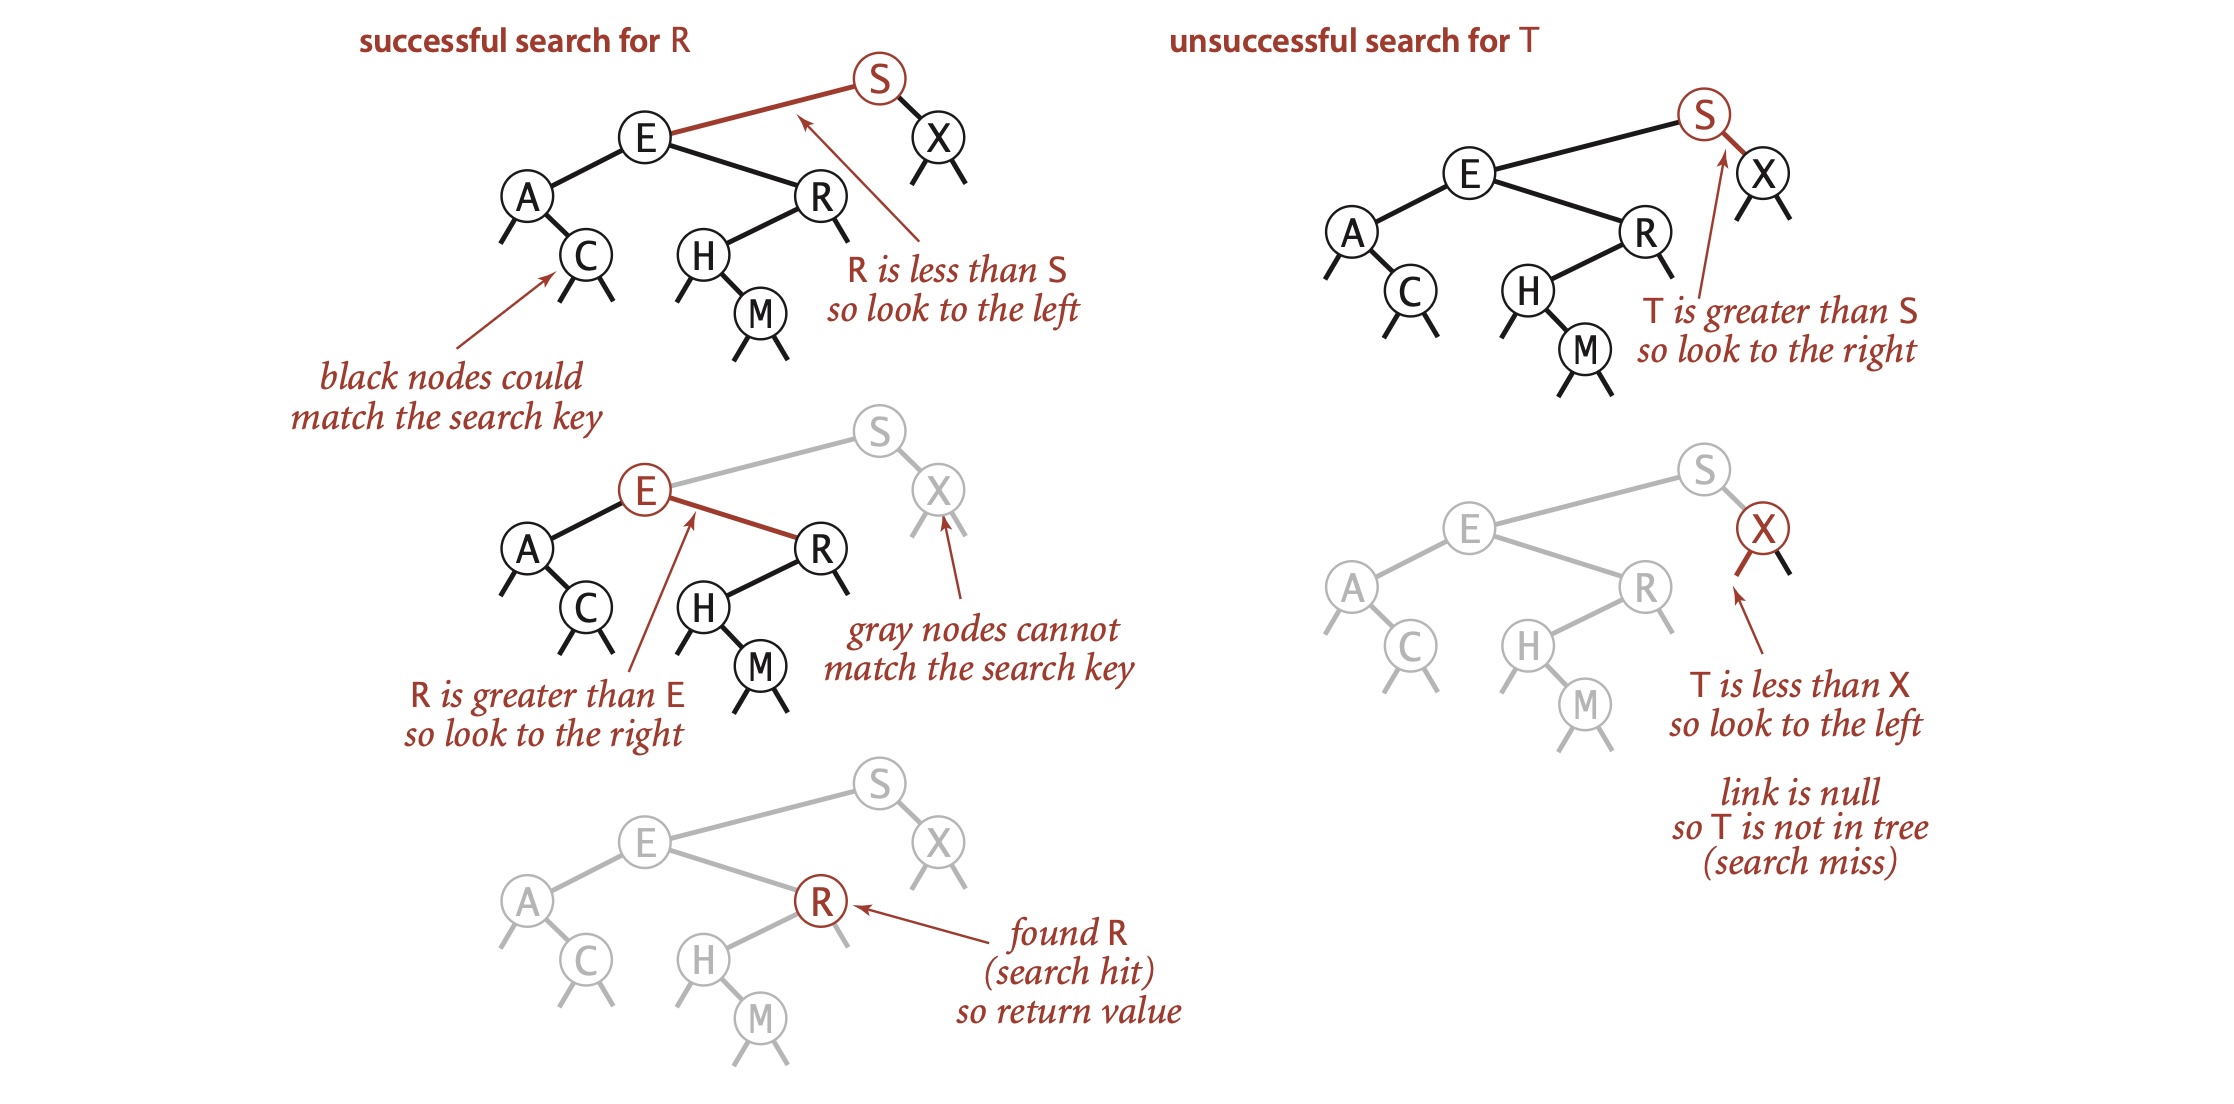 successful search for R
S
E
X
A
R
C
H
M
R is less than S
so look to the left
black nodes could
match the search key
S
E
X
A
R
C
H
M
gray nodes cannot
match the search key
R is greater than E
so look to the right
S
E
X
A
R
C
H
M
found R
(search hit)
so return value
unsuccessful search for T
S
E
X
A
R
C
H
M
T is greater than S
so look to the right
S
E
X
A
R
C
H
M
T is less than X
so look to the left
link is null
so T is not in tree
(search miss)